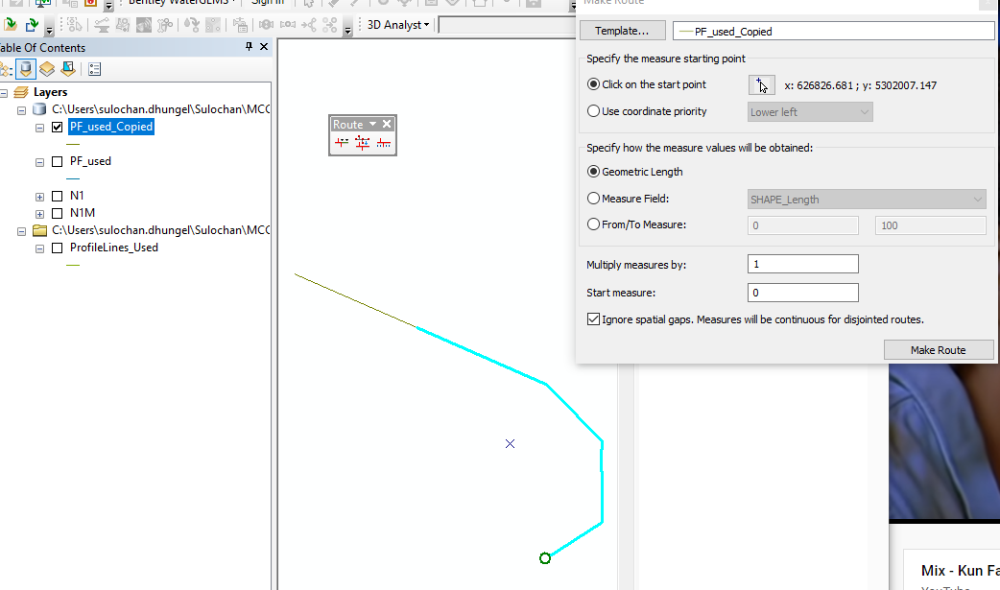 Bentley WaterGEMS
Sign In
Make Route
3D Analyst
Table Of Contents
Layers
C:\Users\sulochan.dhungel\Sulochan\MCC
PF_used_Copied
PF_used
N1
N1M
C:\Users\sulochan.dhungel\Sulochan\MCC
ProfileLines_Used
Route
Template...
PF_used_Copied
Specify the measure starting point
Click on the start point
x: 626826.681 ; y: 5302007.147
Use coordinate priority
Lower left
Specify how the measure values will be obtained:
Geometric Length
Measure Field:
SHAPE_Length
From/To Measure:
0
100
Multiply measures by:
1
Start measure:
0
Ignore spatial gaps. Measures will be continuous for disjointed routes.
Make Route
Mix - Kun Fa
YouTube